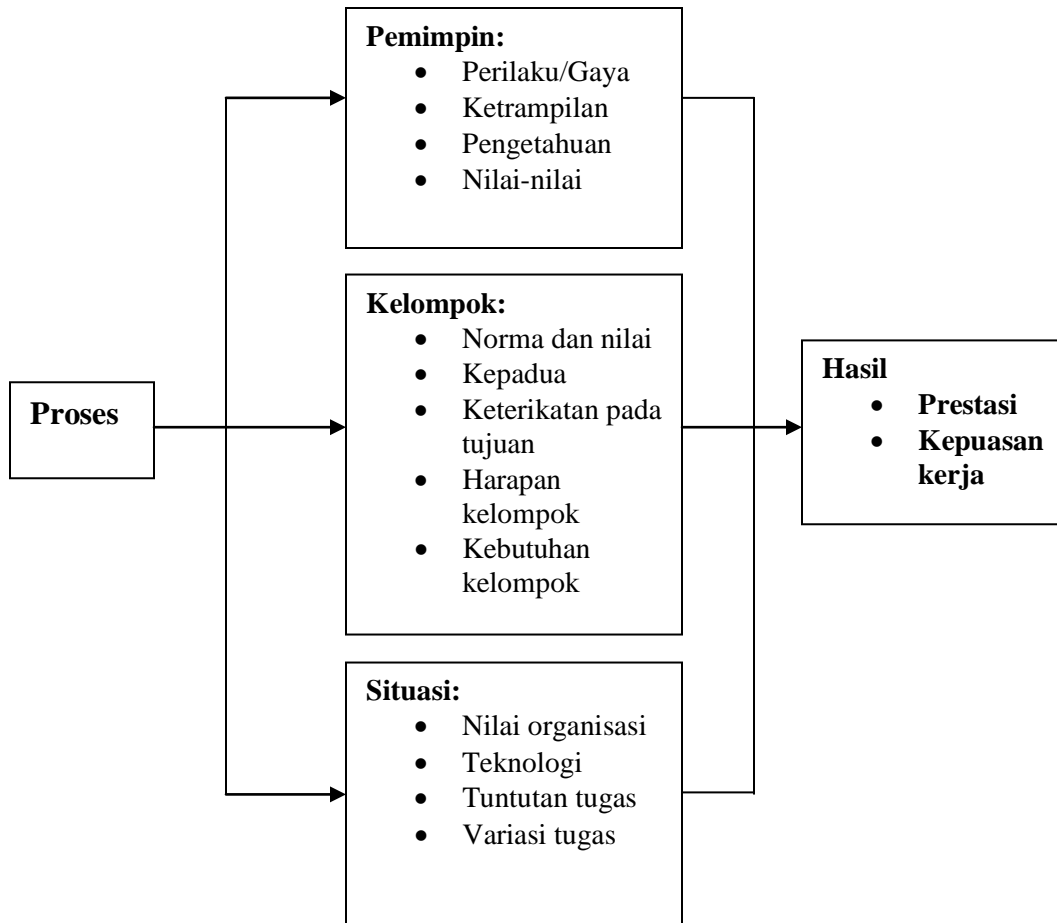 Pemimpin:
• Perilaku/Gaya
• Ketrampilan
• Pengetahuan
• Nilai-nilai
Kelompok:
• Norma dan nilai
• Kepadua
• Keterikatan pada
tujuan
• Harapan
kelompok
• Kebutuhan
kelompok
Situasi:
• Nilai organisasi
• Teknologi
• Tuntutan tugas
• Variasi tugas
Proses
Hasil
• Prestasi
• Kepuasan
kerja